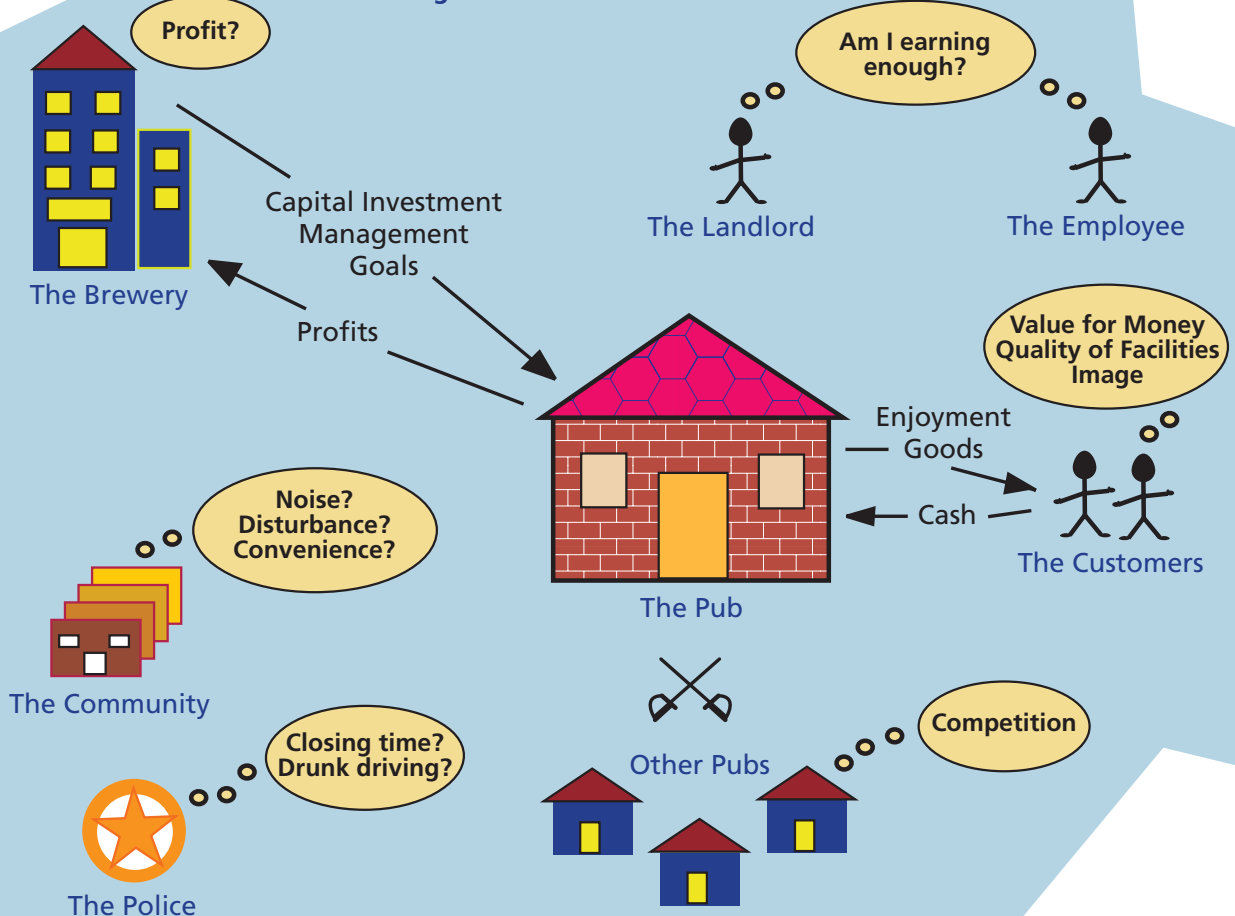 Profit?
Am I earning
enough?
The Landlord
The Employee
Capital Investment
Management
Goals
The Brewery
Profits
Value for Money
Quality of Facilities
Image
Enjoyment
Goods
Cash
The Customers
Noise?
Disturbance?
Convenience?
The Pub
The Community
Closing time?
Drunk driving?
Competition
Other Pubs
The Police